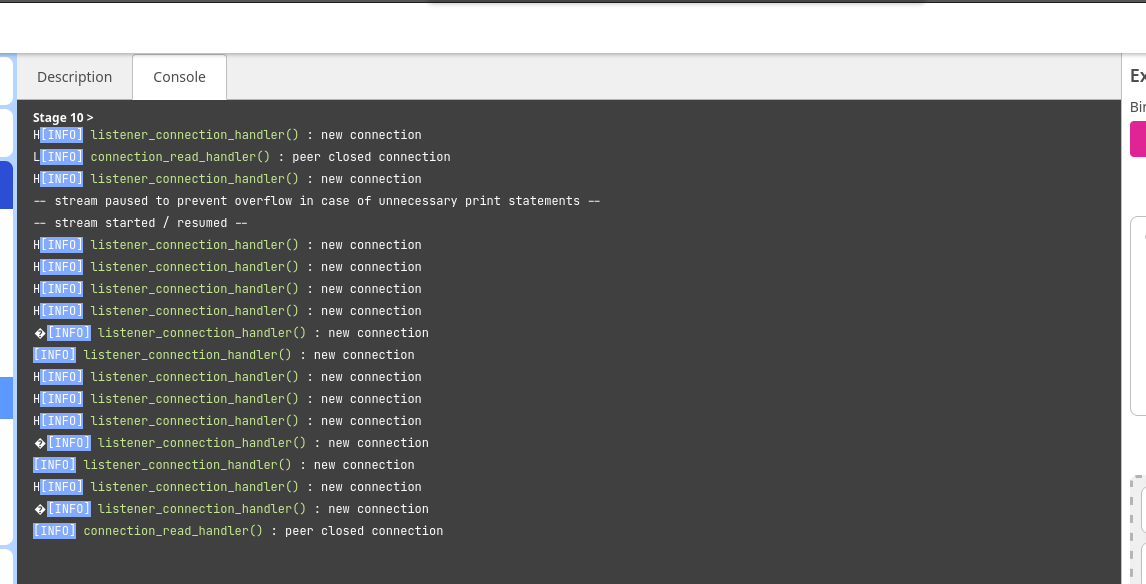 Description
Console
Ex
Bin
Stage 10 >
H[INFO] listener_connection_handler() : new connection
L[INFO] connection_read_handler() : peer closed connection
H[INFO] listener_connection_handler() : new connection
-- stream paused to prevent overflow in case of unnecessary print statements --
-- stream started / resumed --
H[INFO] listener_connection_handler() : new connection
H[INFO] listener_connection_handler() : new connection
H[INFO] listener_connection_handler() : new connection
H[INFO] listener_connection_handler() : new connection
�[INFO] listener_connection_handler() : new connection
[INFO] listener_connection_handler() : new connection
H[INFO] listener_connection_handler() : new connection
H[INFO] listener_connection_handler() : new connection
H[INFO] listener_connection_handler() : new connection
�[INFO] listener_connection_handler() : new connection
[INFO] listener_connection_handler() : new connection
H[INFO] listener_connection_handler() : new connection
�[INFO] listener_connection_handler() : new connection
[INFO] connection_read_handler() : peer closed connection